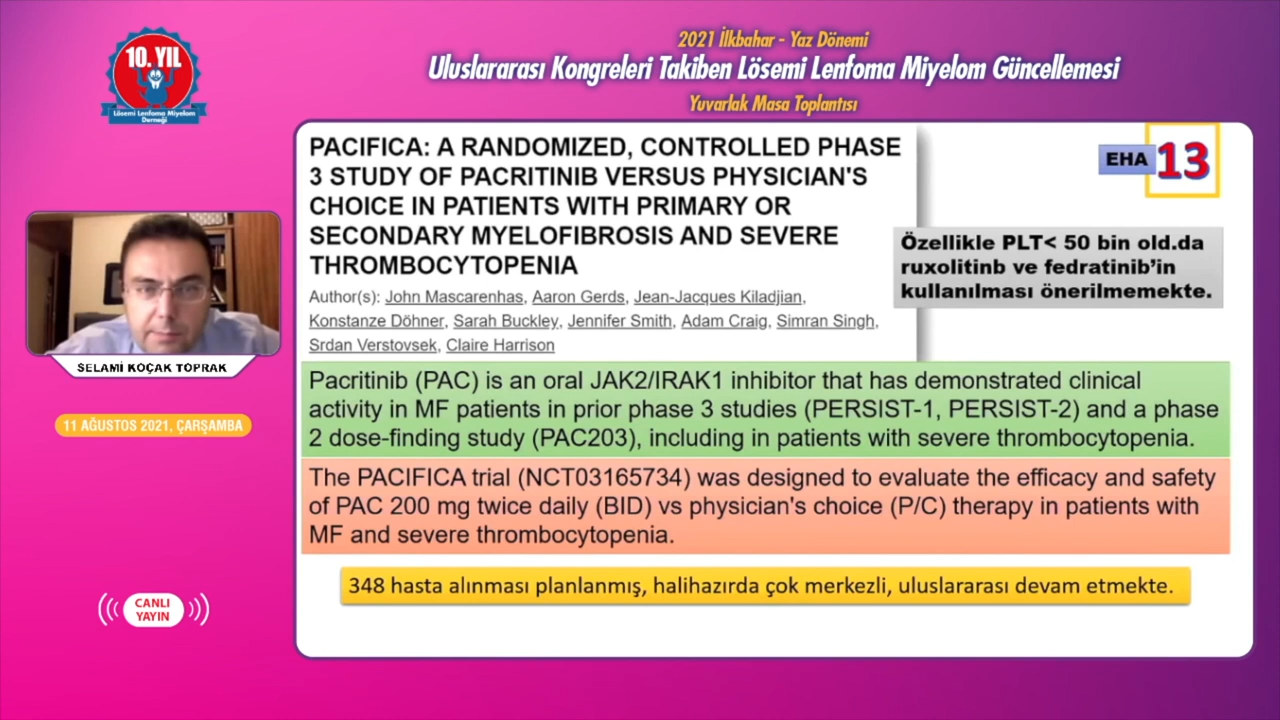 10. YIL
Lösemi Lenfoma Miyelom
Derneği
2021 İlkbahar - Yaz Dönemi
Uluslararası Kongreleri Takiben Lösemi Lenfoma Miyelom Güncellemesi
Yuvarlak Masa Toplantısı
PACIFICA: A RANDOMIZED, CONTROLLED PHASE
3 STUDY OF PACRITINIB VERSUS PHYSICIAN'S
CHOICE IN PATIENTS WITH PRIMARY OR
SECONDARY MYELOFIBROSIS AND SEVERE
THROMBOCYTOPENIA
Author(s): John Mascarenhas, Aaron Gerds, Jean-Jacques Kiladjian,
Konstanze Döhner, Sarah Buckley, Jennifer Smith, Adam Craig, Simran Singh,
Srdan Verstovsek, Claire Harrison
EHA 13
Özellikle PLT< 50 bin old.da
ruxolitinb ve fedratinib’in
kullanılması önerilmemekte.
Pacritinib (PAC) is an oral JAK2/IRAK1 inhibitor that has demonstrated clinical
activity in MF patients in prior phase 3 studies (PERSIST-1, PERSIST-2) and a phase
2 dose-finding study (PAC203), including in patients with severe thrombocytopenia.
The PACIFICA trial (NCT03165734) was designed to evaluate the efficacy and safety
of PAC 200 mg twice daily (BID) vs physician's choice (P/C) therapy in patients with
MF and severe thrombocytopenia.
348 hasta alınması planlanmış, halihazırda çok merkezli, uluslararası devam etmekte.
SELAMİ KOÇAK TOPRAK
11 AĞUSTOS 2021, ÇARŞAMBA
CANLI
YAYIN